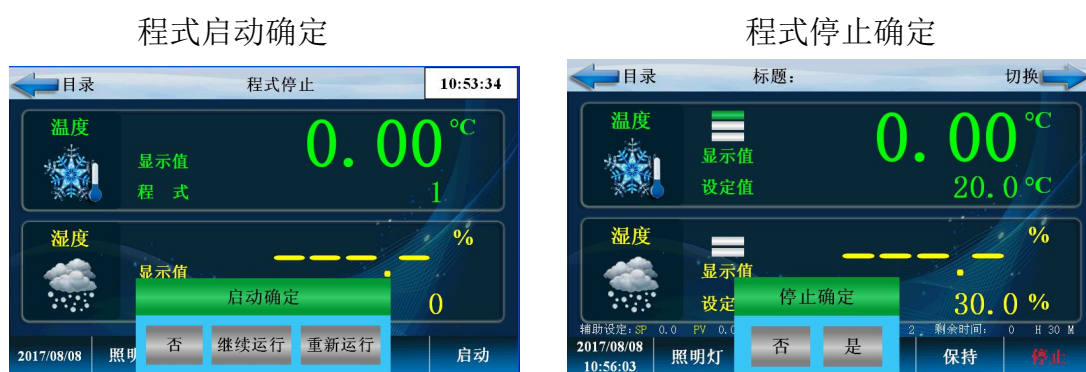 程式启动确定
程式停止确定
目录
程式停止
10:53:34
温度
0.00 ℃
显示值
程 式
1
湿度
%
----.-
显示值
0
启动确定
否
继续运行
重新运行
2017/08/08
照明
启动
目录
标题:
切换
温度
0.00 ℃
显示值
设定值
20.0 ℃
湿度
%
----.-
显示值
设定
30.0 %
停止确定
否
是
辅助设定:SP 0.0 PV 0.0
2
剩余时间: 0 H 30 M
2017/08/08
10:56:03
照明灯
保持
停止